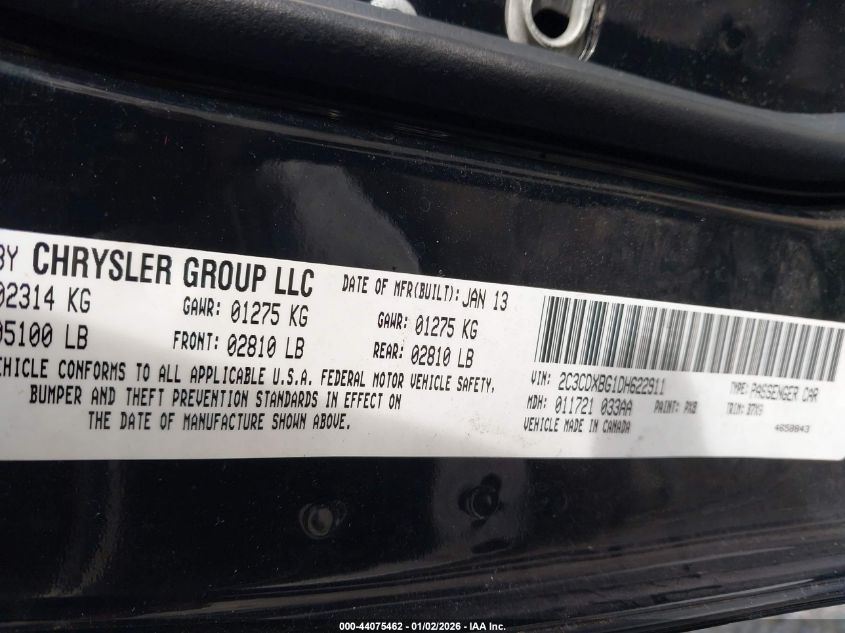 BY CHRYSLER GROUP LLC DATE OF MFR(BUILT): JAN 13
02314 KG GAWR: 01275 KG GAWR: 01275 KG
05100 LB FRONT: 02810 LB REAR: 02810 LB
VEHICLE CONFORMS TO ALL APPLICABLE U.S.A. FEDERAL MOTOR VEHICLE SAFETY,
BUMPER AND THEFT PREVENTION STANDARDS IN EFFECT ON
THE DATE OF MANUFACTURE SHOWN ABOVE.
VIN: 2C3CDXBG1DH622911 TYPE: PASSENGER CAR
MDH: 011721 033AA PAINT: PX8 TRIM: B7M9
VEHICLE MADE IN CANADA 4650843
000-44075462 - 01/02/2026 - IAA Inc.